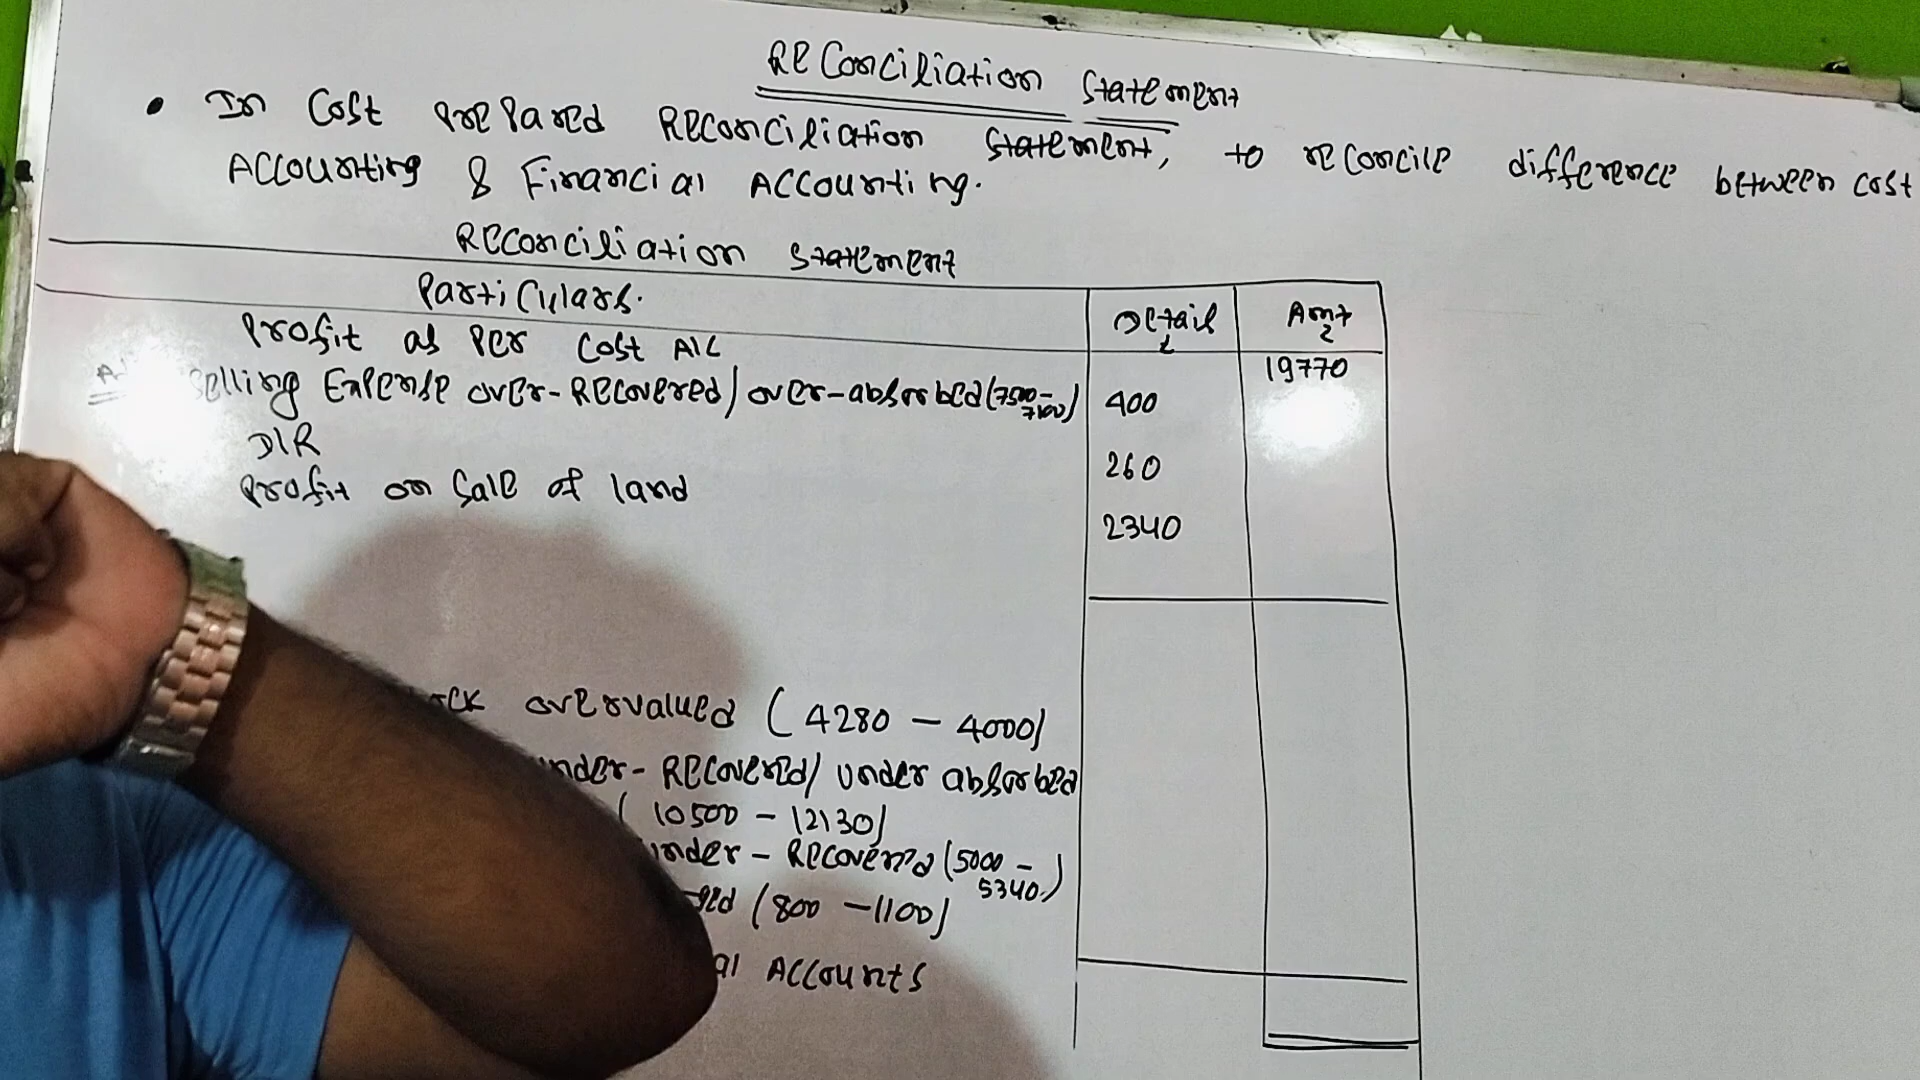 Reconciliation Statement
• In Cost Prepared Reconciliation Statement, to reconcile difference between cost
Accounting & Financial Accounting.
Reconciliation Statement
Particulars. Detail Amt
Profit as per Cost A/C 19770
Selling Expense over-Recovered/over-absorbed (7500-7100) 400
DIR 260
Profit on Sale of land 2340
overvalued (4280 - 4000)
under-Recovered/under absorbed
(10500 - 12130)
under-Recovered (5000 - 5340)
(800 - 1100)
Accounts